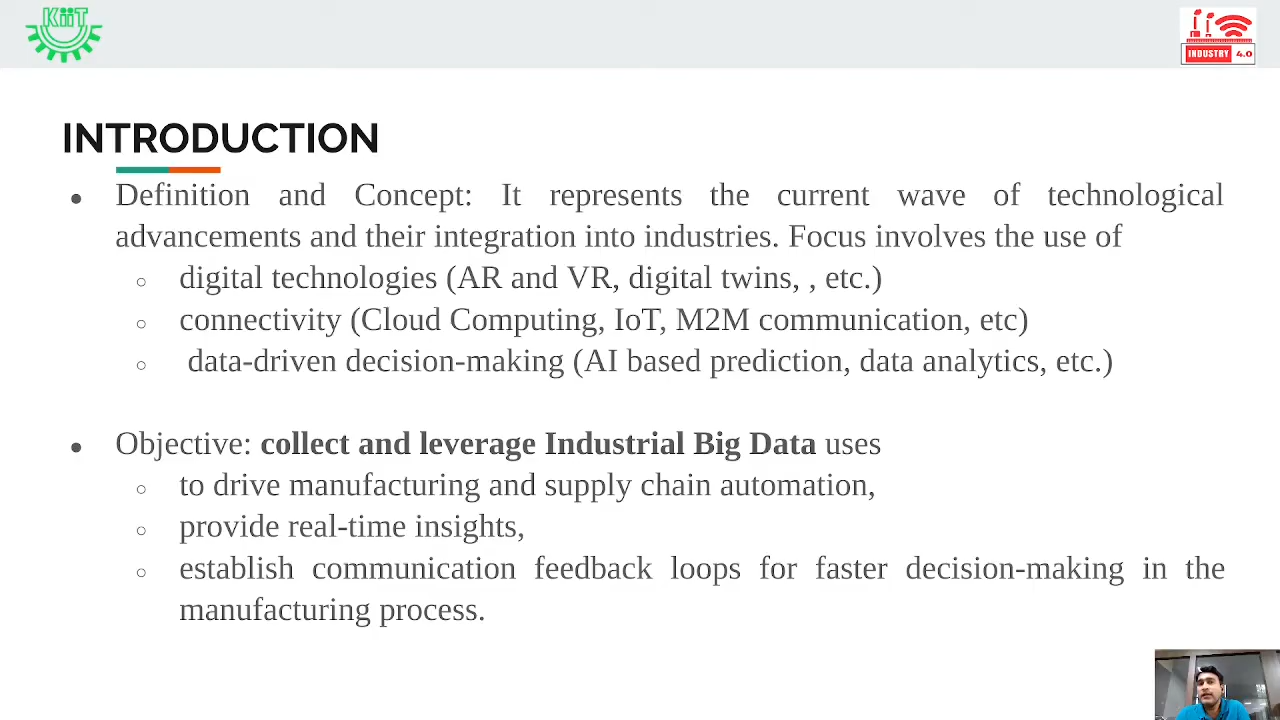 KiiT
INDUSTRY 4.0
INTRODUCTION
● Definition and Concept: It represents the current wave of technological
advancements and their integration into industries. Focus involves the use of
○ digital technologies (AR and VR, digital twins, , etc.)
○ connectivity (Cloud Computing, IoT, M2M communication, etc)
○ data-driven decision-making (AI based prediction, data analytics, etc.)
● Objective: collect and leverage Industrial Big Data uses
○ to drive manufacturing and supply chain automation,
○ provide real-time insights,
○ establish communication feedback loops for faster decision-making in the
manufacturing process.